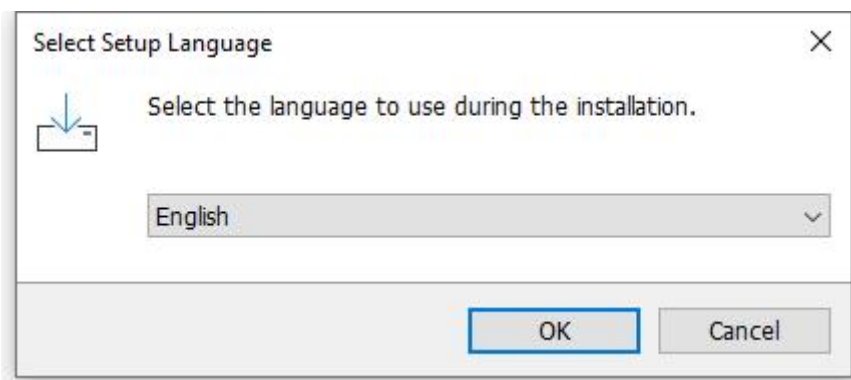 Select Setup Language
Select the language to use during the installation.
English
OK
Cancel